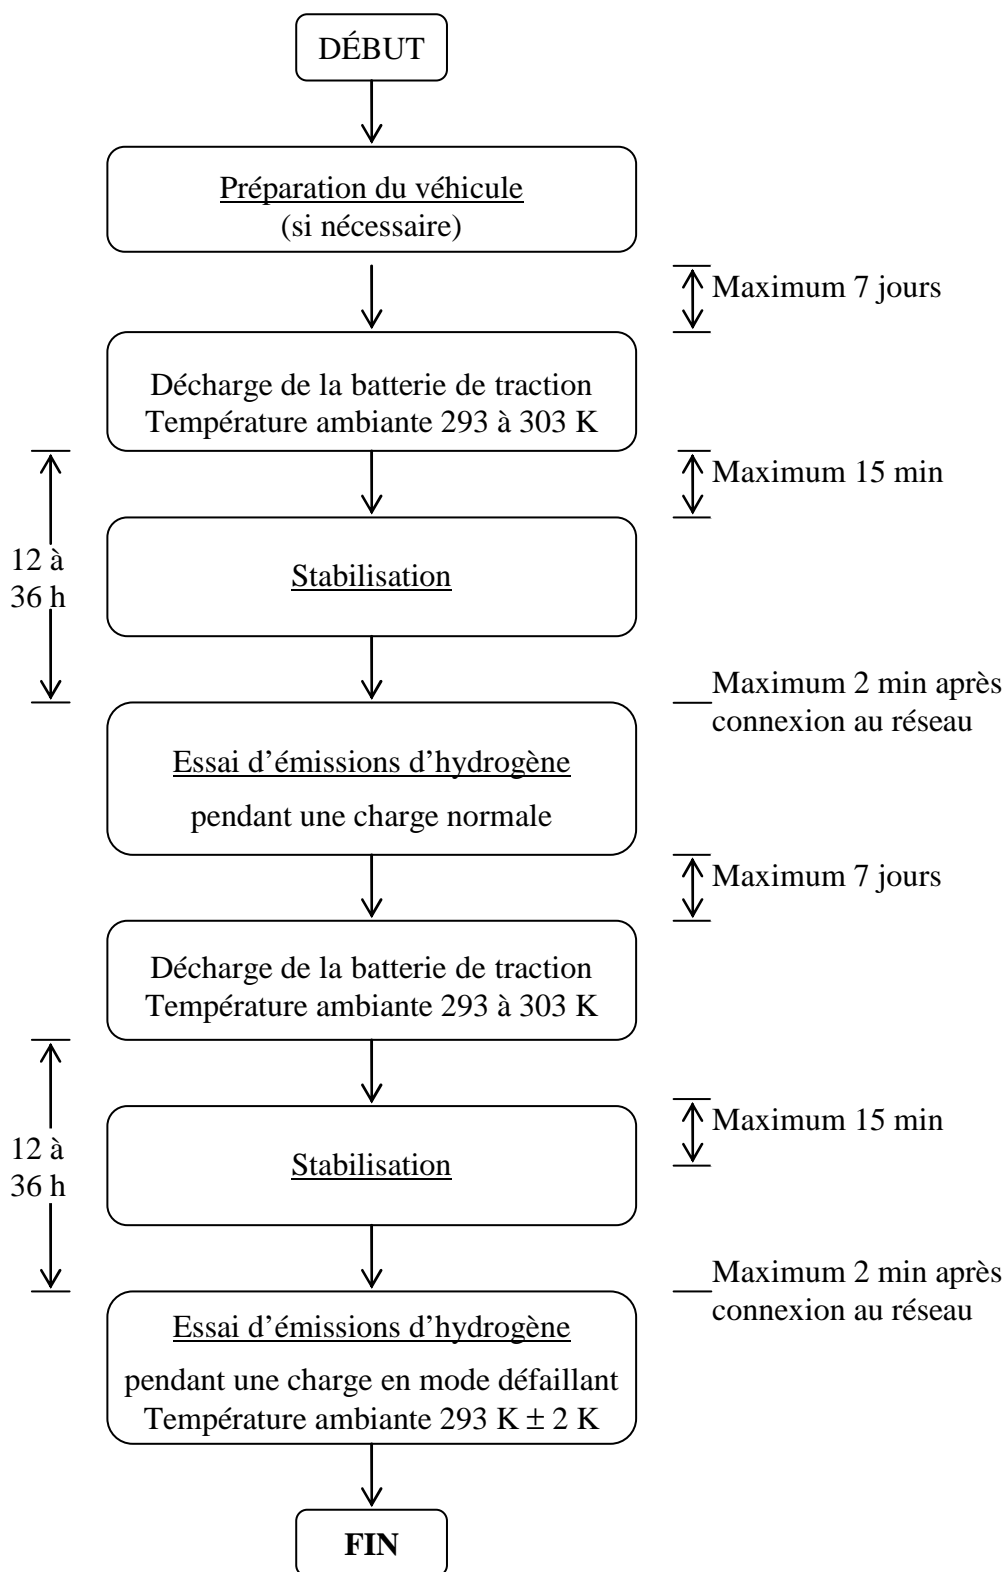 DÉBUT
Préparation du véhicule
(si nécessaire)
Maximum 7 jours
Décharge de la batterie de traction
Température ambiante 293 à 303 K
Maximum 15 min
12 à
36 h
Stabilisation
Maximum 2 min après
connexion au réseau
Essai d’émissions d’hydrogène
pendant une charge normale
Maximum 7 jours
Décharge de la batterie de traction
Température ambiante 293 à 303 K
Maximum 15 min
12 à
36 h
Stabilisation
Maximum 2 min après
connexion au réseau
Essai d’émissions d’hydrogène
pendant une charge en mode défaillant
Température ambiante 293 K ± 2 K
FIN